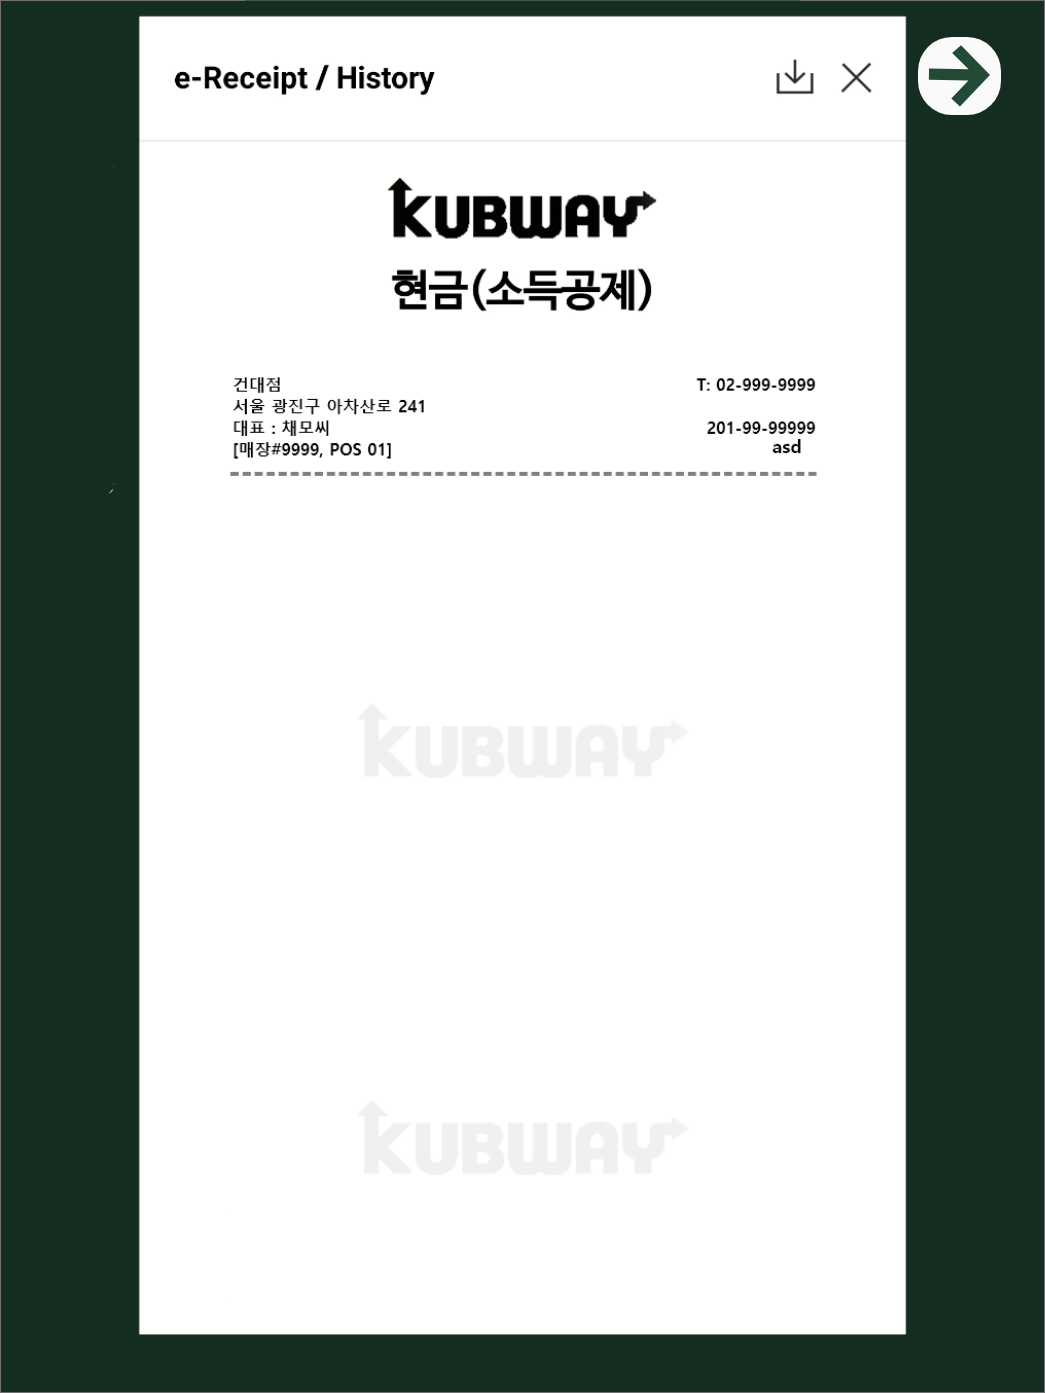 e-Receipt / History
KUBWAY
현금(소득공제)
건대점 T: 02-999-9999
서울 광진구 아차산로 241
대표 : 채모씨 201-99-99999
[매장#9999, POS 01] asd
KUBWAY
KUBWAY